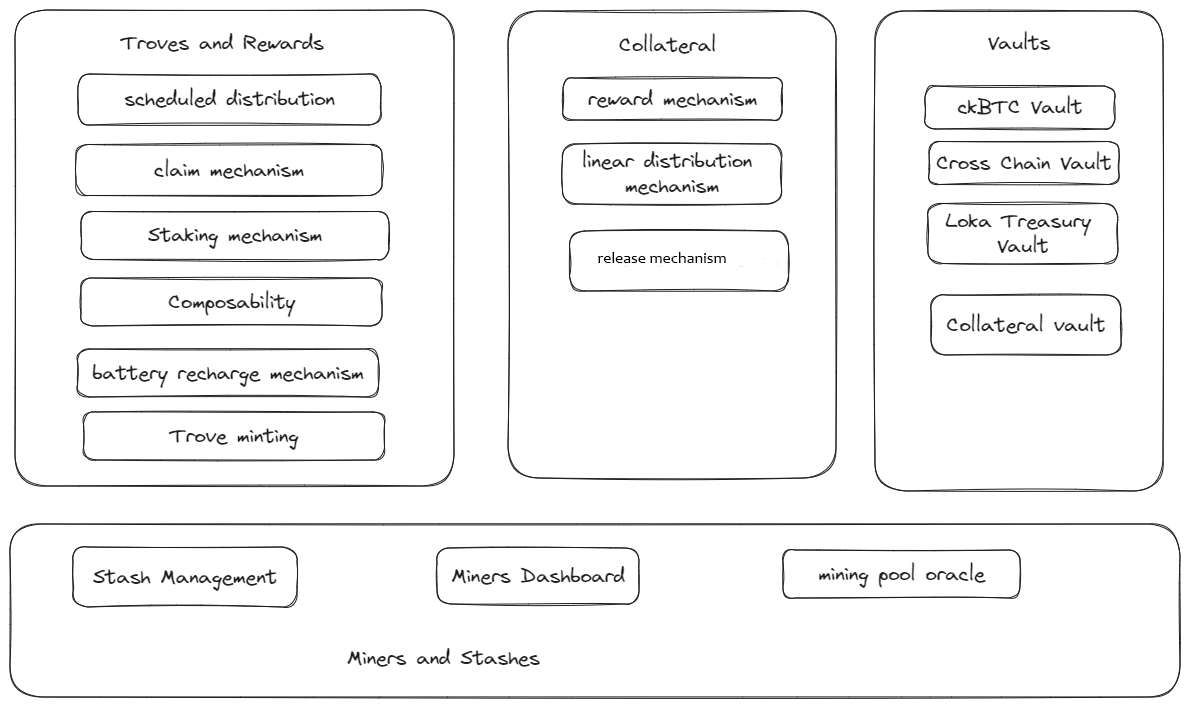 Troves and Rewards
scheduled distribution
claim mechanism
Staking mechanism
Composability
battery recharge mechanism
Trove minting
Collateral
reward mechanism
linear distribution
mechanism
release mechanism
Vaults
ckBTC Vault
Cross Chain Vault
Loka Treasury
Vault
Collateral vault
Stash Management
Miners Dashboard
mining pool oracle
Miners and Stashes